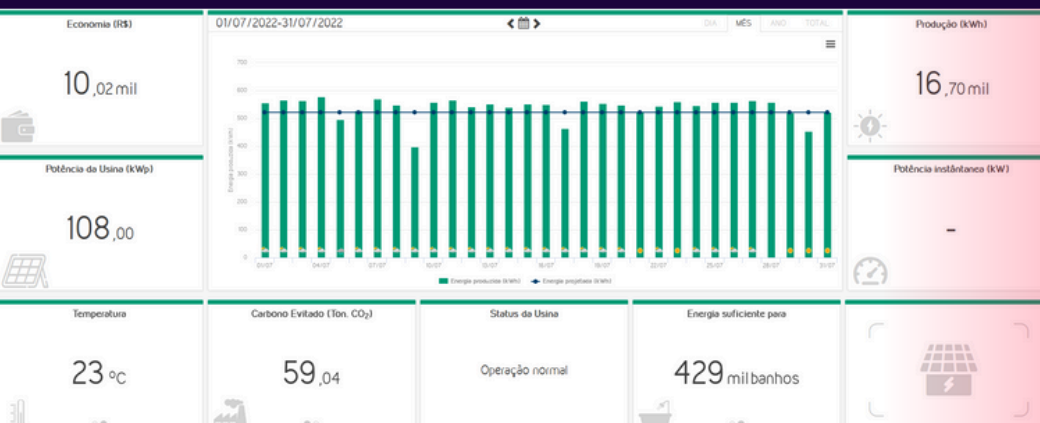 Economia (R$)
10,02 mil
01/07/2022-31/07/2022
DIA MÊS ANO TOTAL
Produção (kWh)
16,70 mil
Potência da Usina (kWp)
108,00
Energia produzida (kWh)
700
600
500
400
300
200
100
0
01/07 04/07 07/07 10/07 13/07 16/07 19/07 22/07 25/07 28/07 31/07
Energia produzida (kWh) Energia projetada (kWh)
Potência instântanea (kW)
-
Temperatura
23 ºC
Carbono Evitado (Ton. CO₂)
59,04
Status da Usina
Operação normal
Energia suficiente para
429 mil banhos